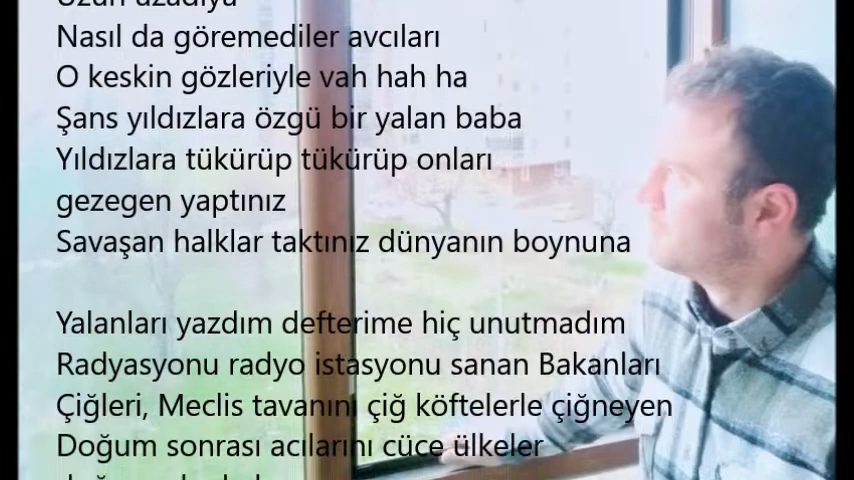 Uzun uzadıya
Nasıl da göremediler avcıları
O keskin gözleriyle vah hah ha
Şans yıldızlara özgü bir yalan baba
Yıldızlara tükürüp tükürüp onları
gezegen yaptınız
Savaşan halklar taktınız dünyanın boynuna
Yalanları yazdım defterime hiç unutmadım
Radyasyonu radyo istasyonu sanan Bakanları
Çiğleri, Meclis tavanını çiğ köftelerle çiğneyen
Doğum sonrası acılarını cüce ülkeler